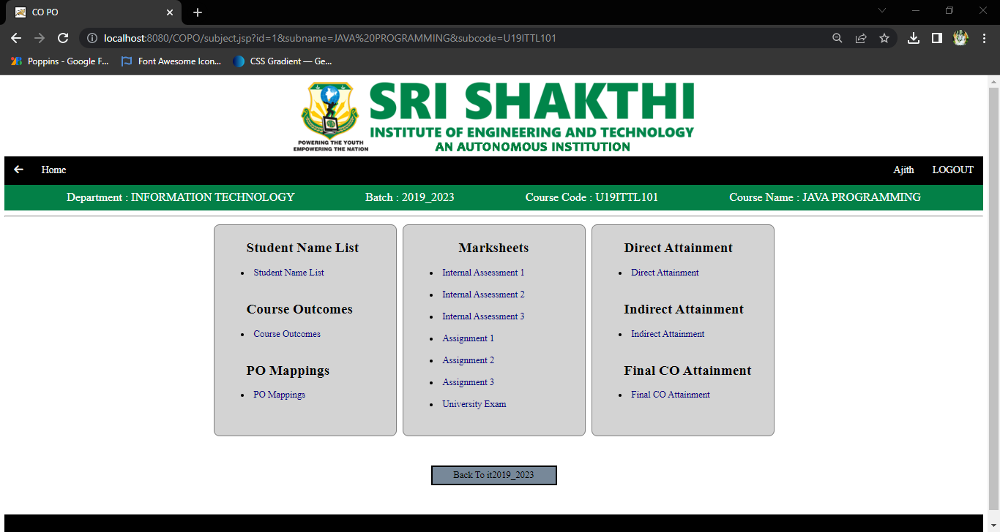 CO PO
localhost:8080/COPO/subject.jsp?id=1&subname=JAVA%20PROGRAMMING&subcode=U19ITTL101
Poppins - Google F... Font Awesome Icon... CSS Gradient — Ge...
SRI SHAKTHI
INSTITUTE OF ENGINEERING AND TECHNOLOGY
AN AUTONOMOUS INSTITUTION
POWERING THE YOUTH
EMPOWERING THE NATION
Home Ajith LOGOUT
Department : INFORMATION TECHNOLOGY Batch : 2019_2023 Course Code : U19ITTL101 Course Name : JAVA PROGRAMMING
Student Name List
Student Name List
Course Outcomes
Course Outcomes
PO Mappings
PO Mappings
Marksheets
Internal Assessment 1
Internal Assessment 2
Internal Assessment 3
Assignment 1
Assignment 2
Assignment 3
University Exam
Direct Attainment
Direct Attainment
Indirect Attainment
Indirect Attainment
Final CO Attainment
Final CO Attainment
Back To it2019_2023